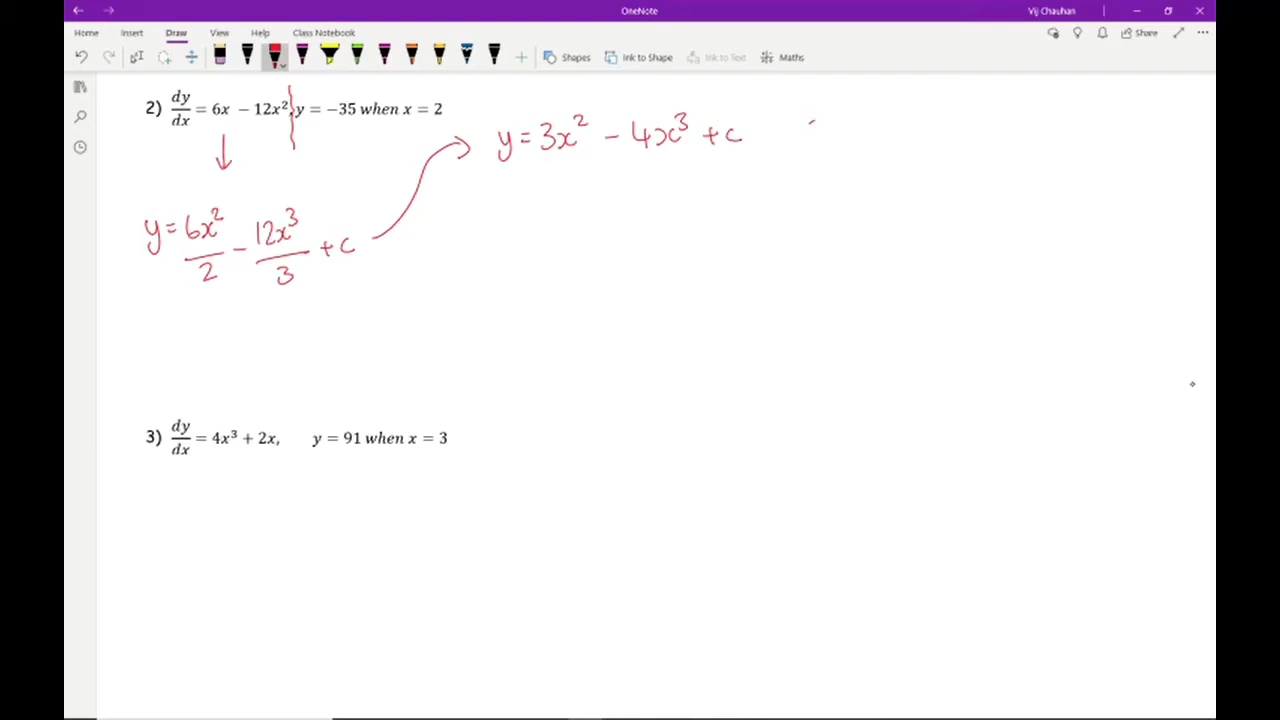 OneNote
Vij Chauhan
Home Insert Draw View Help Class Notebook
Share
Shapes Ink to Shape Ink to Text Maths
2) dy/dx = 6x − 12x², y = −35 when x = 2
y = 3x² − 4x³ + c
y = 6x²/2 − 12x³/3 + c
3) dy/dx = 4x³ + 2x, y = 91 when x = 3